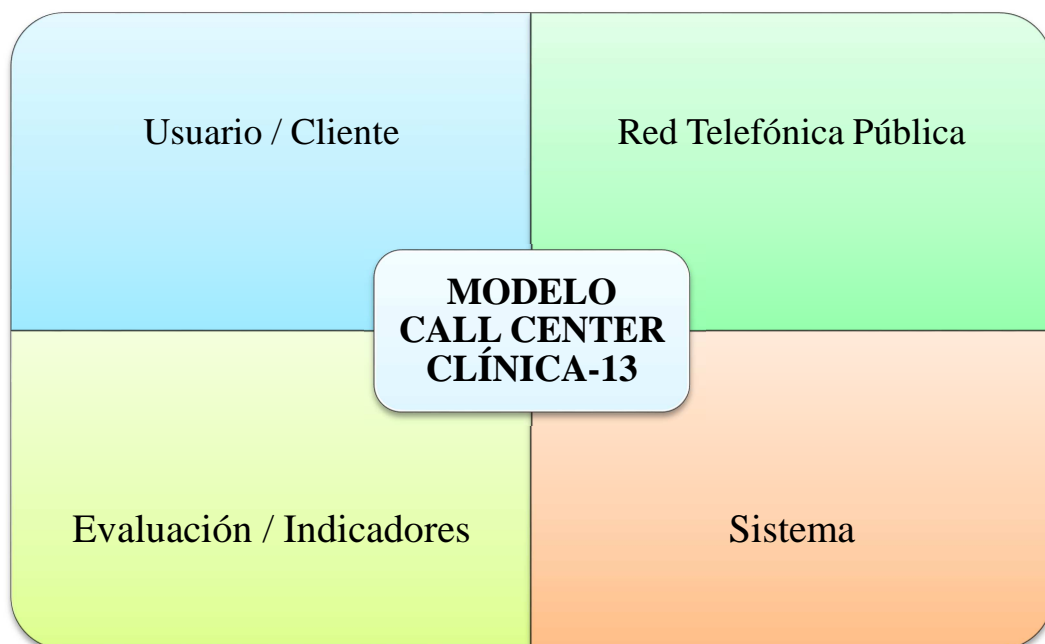 Usuario / Cliente
Red Telefónica Pública
MODELO
CALL CENTER
CLÍNICA-13
Evaluación / Indicadores
Sistema